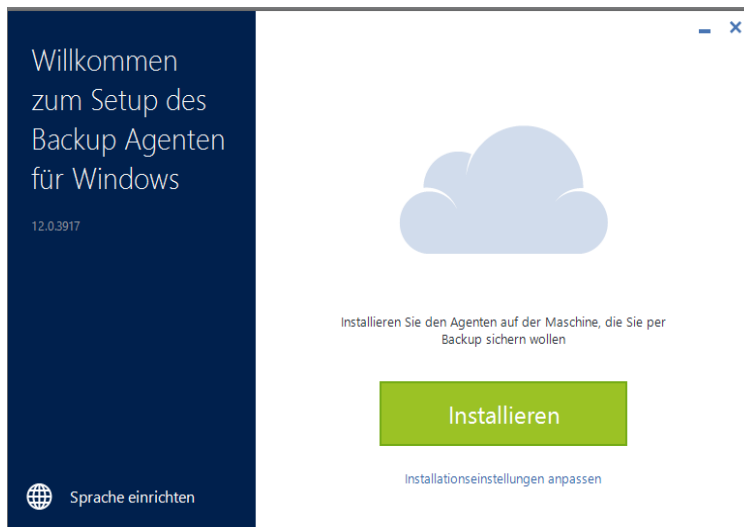 Willkommen
zum Setup des
Backup Agenten
für Windows
12.0.3917
Installieren Sie den Agenten auf der Maschine, die Sie per
Backup sichern wollen
Installieren
Installationseinstellungen anpassen
Sprache einrichten